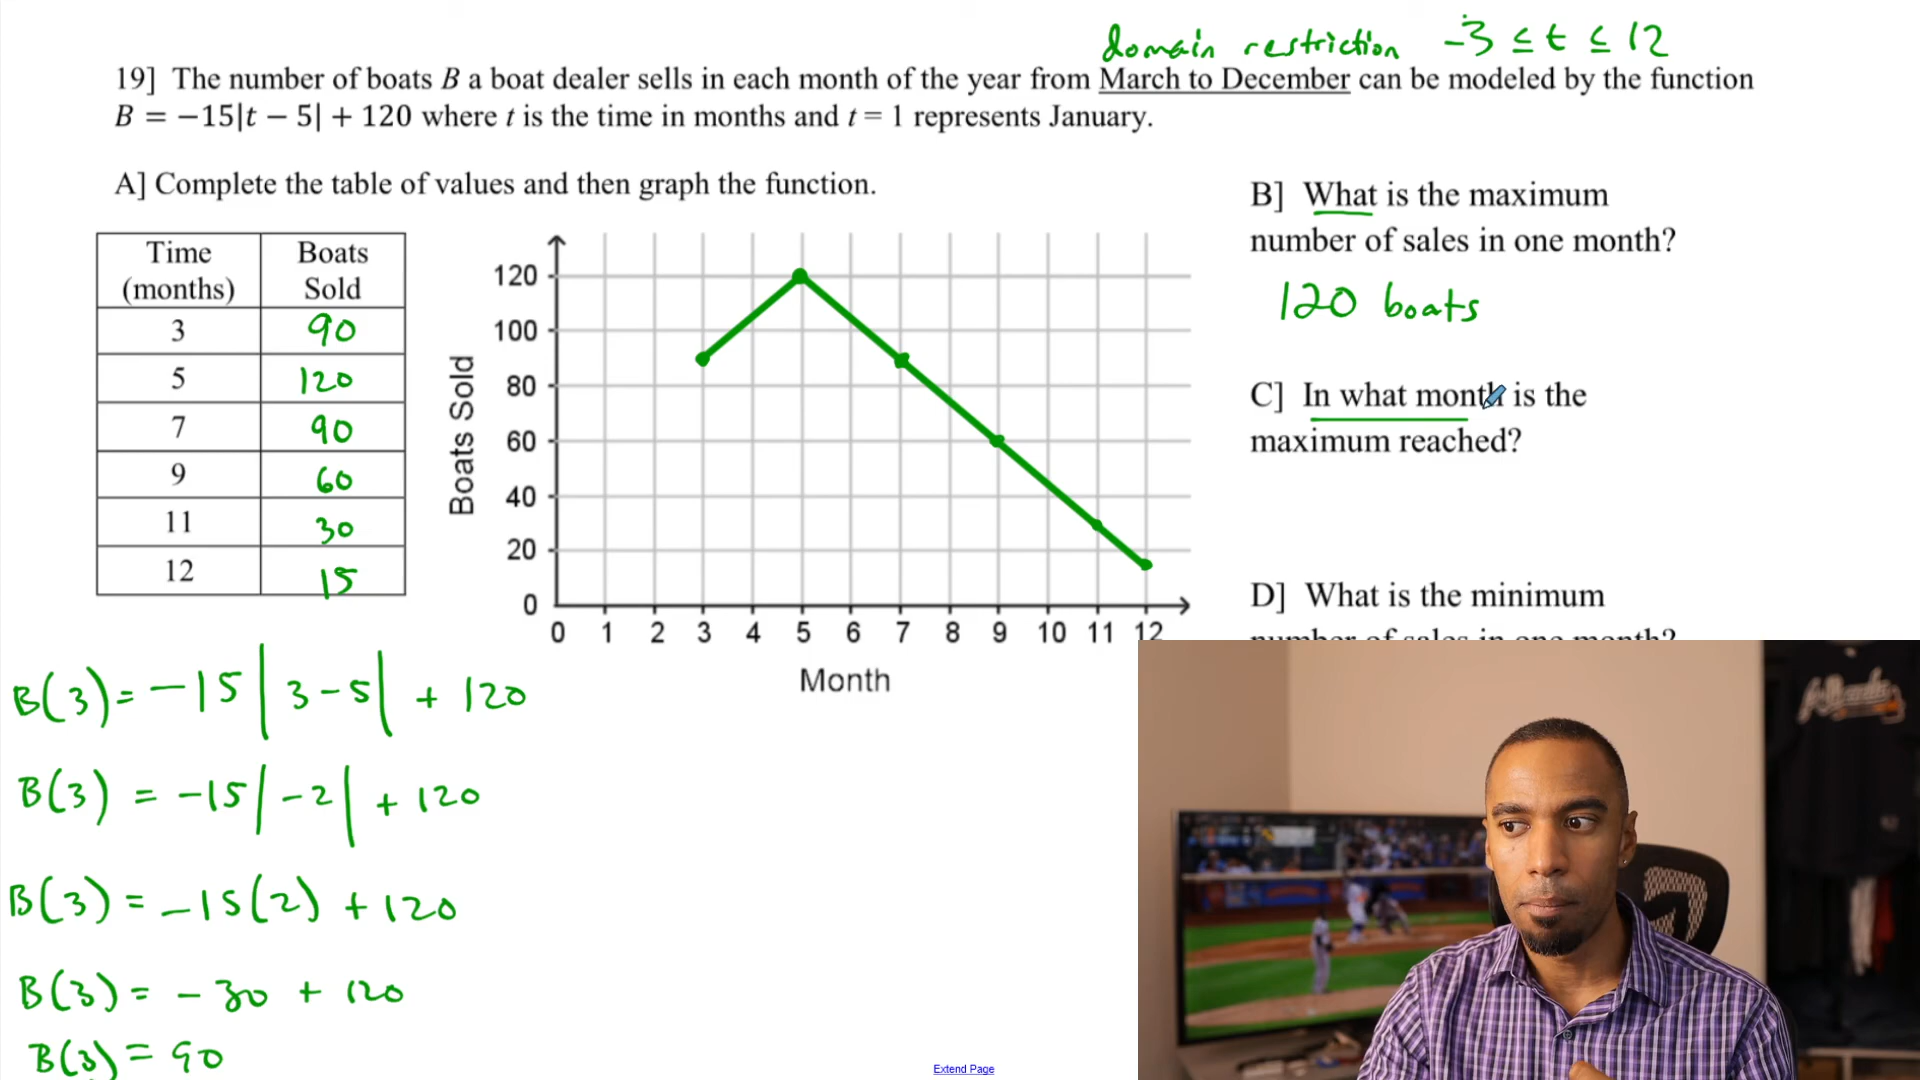 domain restriction -3 ≤ t ≤ 12
19] The number of boats B a boat dealer sells in each month of the year from March to December can be modeled by the function
B = −15|t − 5| + 120 where t is the time in months and t = 1 represents January.
A] Complete the table of values and then graph the function.
Time (months) Boats Sold
3 90
5 120
7 90
9 60
11 30
12 15
Boats Sold
120
100
80
60
40
20
0
0 1 2 3 4 5 6 7 8 9 10 11 12
Month
B] What is the maximum
number of sales in one month?
120 boats
C] In what month is the
maximum reached?
D] What is the minimum
number of sales in one month?
B(3) = -15 | 3 - 5 | + 120
B(3) = -15 | -2 | + 120
B(3) = -15(2) + 120
B(3) = -30 + 120
B(3) = 90
Extend Page